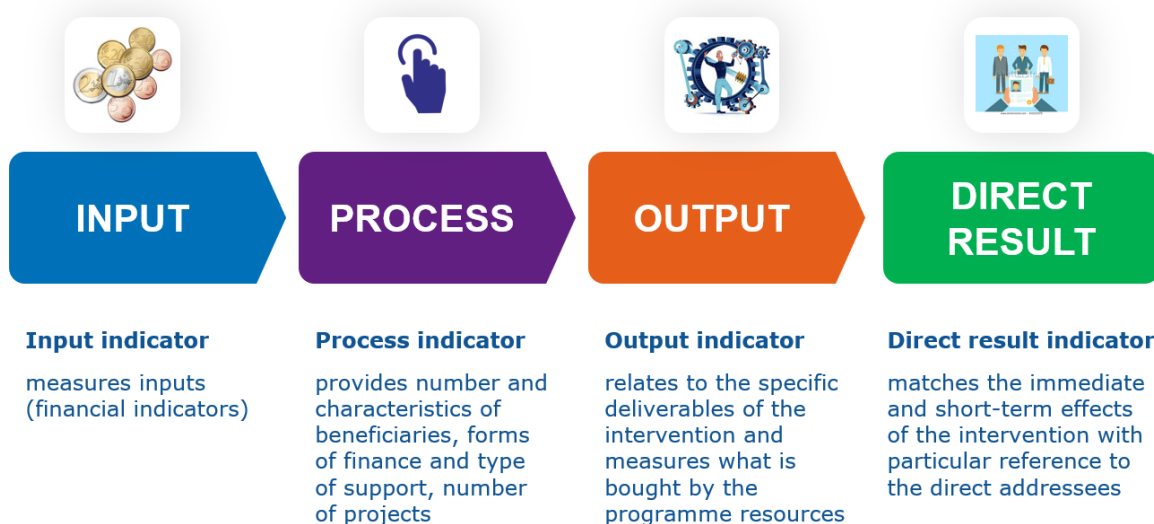 INPUT
PROCESS
OUTPUT
DIRECT
RESULT
Input indicator
measures inputs
(financial indicators)
Process indicator
provides number and
characteristics of
beneficiaries, forms
of finance and type
of support, number
of projects
Output indicator
relates to the specific
deliverables of the
intervention and
measures what is
bought by the
programme resources
Direct result indicator
matches the immediate
and short-term effects
of the intervention with
particular reference to
the direct addressees